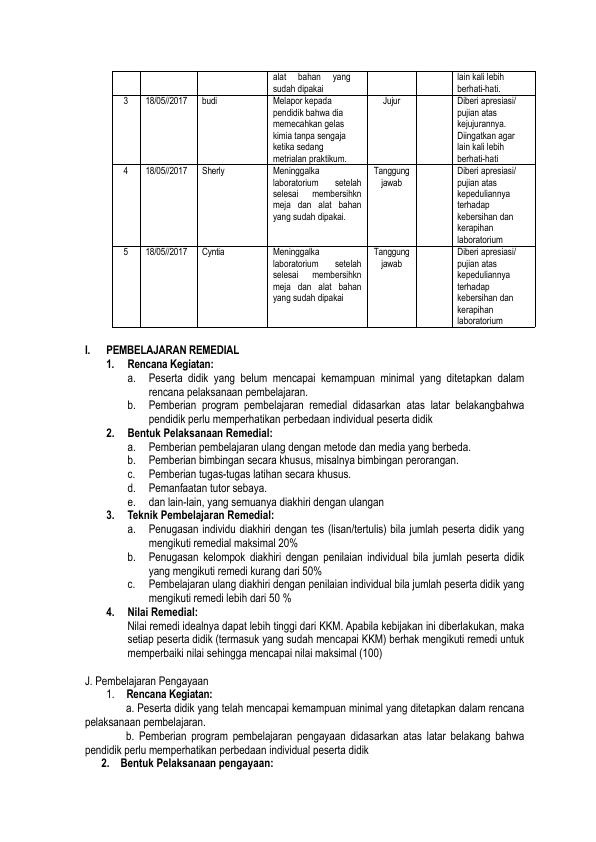 alat bahan yang
sudah dipakai
lain kali lebih
berhati-hati.
3 18/05//2017 budi Melapor kepada Jujur Diberi apresiasi/
pendidik bahwa dia pujian atas
memecahkan gelas kejujurannya.
kimia tanpa sengaja Diingatkan agar
ketika sedang lain kali lebih
metrialan praktikum. berhati-hati
4 18/05//2017 Sherly Meninggalka Tanggung Diberi apresiasi/
laboratorium setelah jawab pujian atas
selesai membersihkn kepeduliannya
meja dan alat bahan terhadap
yang sudah dipakai. kebersihan dan
kerapihan
laboratorium
5 18/05//2017 Cyntia Meninggalka Tanggung Diberi apresiasi/
laboratorium setelah jawab pujian atas
selesai membersihkn kepeduliannya
meja dan alat bahan terhadap
yang sudah dipakai kebersihan dan
kerapihan
laboratorium
I. PEMBELAJARAN REMEDIAL
1. Rencana Kegiatan:
a. Peserta didik yang belum mencapai kemampuan minimal yang ditetapkan dalam
rencana pelaksanaan pembelajaran.
b. Pemberian program pembelajaran remedial didasarkan atas latar belakangbahwa
pendidik perlu memperhatikan perbedaan individual peserta didik
2. Bentuk Pelaksanaan Remedial:
a. Pemberian pembelajaran ulang dengan metode dan media yang berbeda.
b. Pemberian bimbingan secara khusus, misalnya bimbingan perorangan.
c. Pemberian tugas-tugas latihan secara khusus.
d. Pemanfaatan tutor sebaya.
e. dan lain-lain, yang semuanya diakhiri dengan ulangan
3. Teknik Pembelajaran Remedial:
a. Penugasan individu diakhiri dengan tes (lisan/tertulis) bila jumlah peserta didik yang
mengikuti remedial maksimal 20%
b. Penugasan kelompok diakhiri dengan penilaian individual bila jumlah peserta didik
yang mengikuti remedi kurang dari 50%
c. Pembelajaran ulang diakhiri dengan penilaian individual bila jumlah peserta didik yang
mengikuti remedi lebih dari 50 %
4. Nilai Remedial:
Nilai remedi idealnya dapat lebih tinggi dari KKM. Apabila kebijakan ini diberlakukan, maka
setiap peserta didik (termasuk yang sudah mencapai KKM) berhak mengikuti remedi untuk
memperbaiki nilai sehingga mencapai nilai maksimal (100)
J. Pembelajaran Pengayaan
1. Rencana Kegiatan:
a. Peserta didik yang telah mencapai kemampuan minimal yang ditetapkan dalam rencana
pelaksanaan pembelajaran.
b. Pemberian program pembelajaran pengayaan didasarkan atas latar belakang bahwa
pendidik perlu memperhatikan perbedaan individual peserta didik
2. Bentuk Pelaksanaan pengayaan: